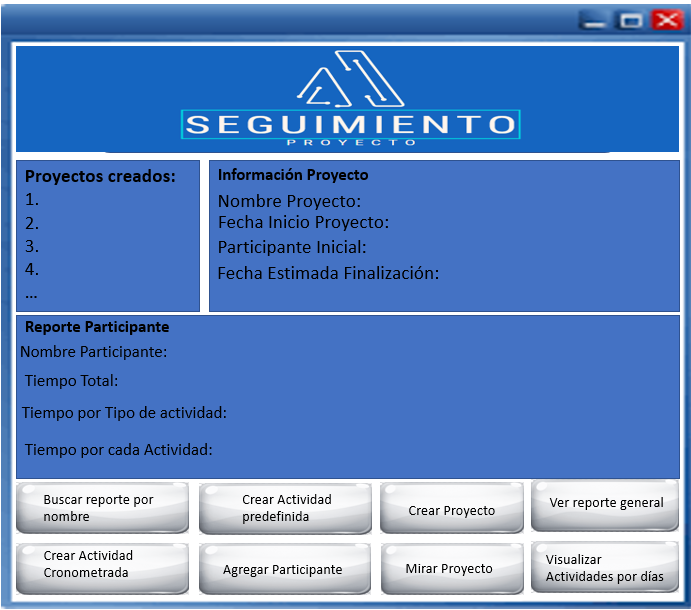 SEGUIMIENTO
PROYECTO
Proyectos creados:
1.
2.
3.
4.
...
Información Proyecto
Nombre Proyecto:
Fecha Inicio Proyecto:
Participante Inicial:
Fecha Estimada Finalización:
Reporte Participante
Nombre Participante:
Tiempo Total:
Tiempo por Tipo de actividad:
Tiempo por cada Actividad:
Buscar reporte por
nombre
Crear Actividad
predefinida
Crear Proyecto
Ver reporte general
Crear Actividad
Cronometrada
Agregar Participante
Mirar Proyecto
Visualizar
Actividades por días